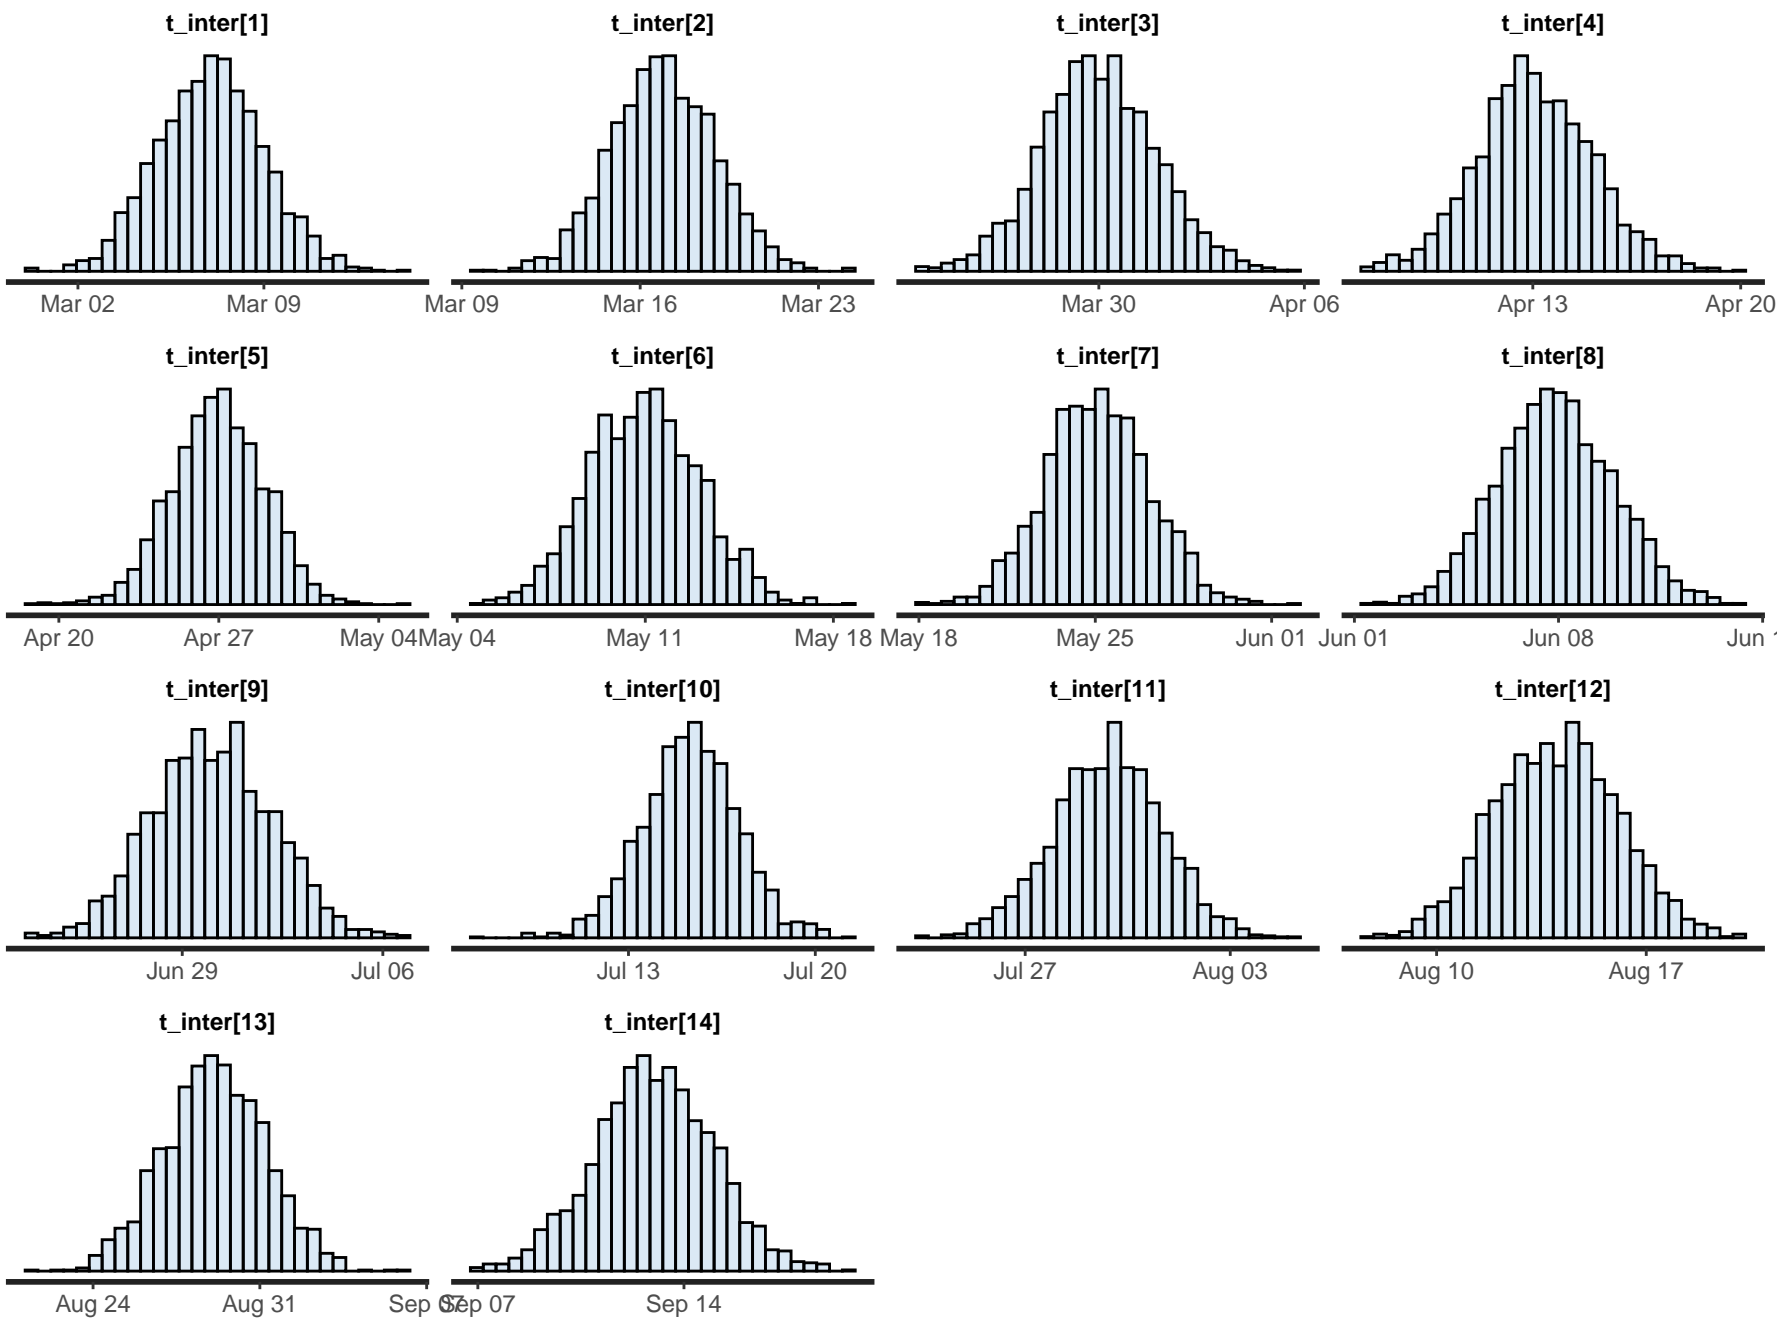 t_inter[1] t_inter[2] t_inter[3] t_inter[4]
Mar 02 Mar 09 Mar 09 Mar 16 Mar 23 Mar 30 Apr 06 Apr 13 Apr 20
t_inter[5] t_inter[6] t_inter[7] t_inter[8]
Apr 20 Apr 27 May 04 May 04 May 11 May 18 May 18 May 25 Jun 01 Jun 01 Jun 08 Jun
t_inter[9] t_inter[10] t_inter[11] t_inter[12]
Jun 29 Jul 06 Jul 13 Jul 20 Jul 27 Aug 03 Aug 10 Aug 17
t_inter[13] t_inter[14]
Aug 24 Aug 31 Sep 07 Sep 07 Sep 14